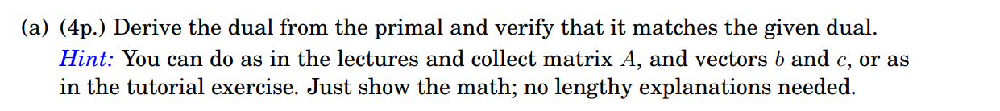 (a) (4p.) Derive the dual from the primal and verify that it matches the given dual.
Hint: You can do as in the lectures and collect matrix A, and vectors b and c, or as
in the tutorial exercise. Just show the math; no lengthy explanations needed.